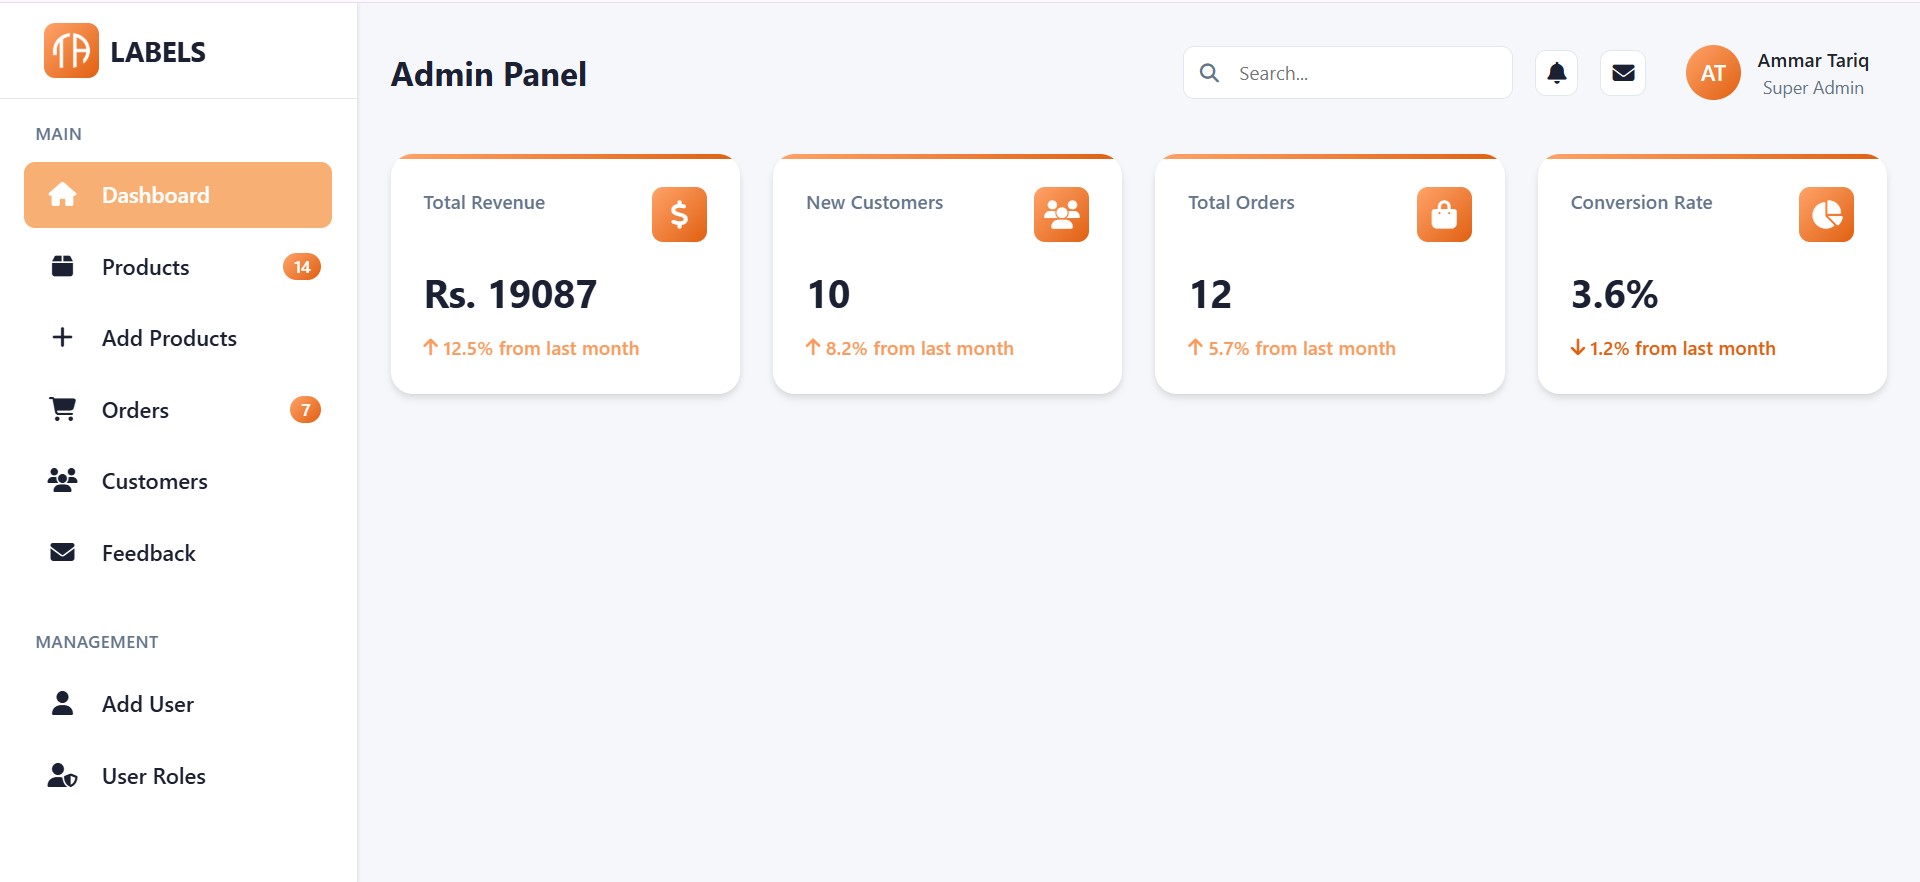 TA LABELS
MAIN
Dashboard
Products 14
Add Products
Orders 7
Customers
Feedback
MANAGEMENT
Add User
User Roles
Admin Panel
Search...
AT
Ammar Tariq
Super Admin
Total Revenue
Rs. 19087
12.5% from last month
New Customers
10
8.2% from last month
Total Orders
12
5.7% from last month
Conversion Rate
3.6%
1.2% from last month